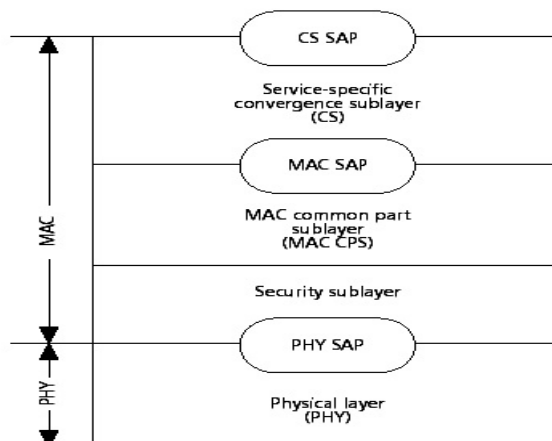 CS SAP
Service-specific
convergence sublayer
(CS)
MAC SAP
MAC common part
sublayer
(MAC CPS)
Security sublayer
PHY SAP
Physical layer
(PHY)
MAC
PHY